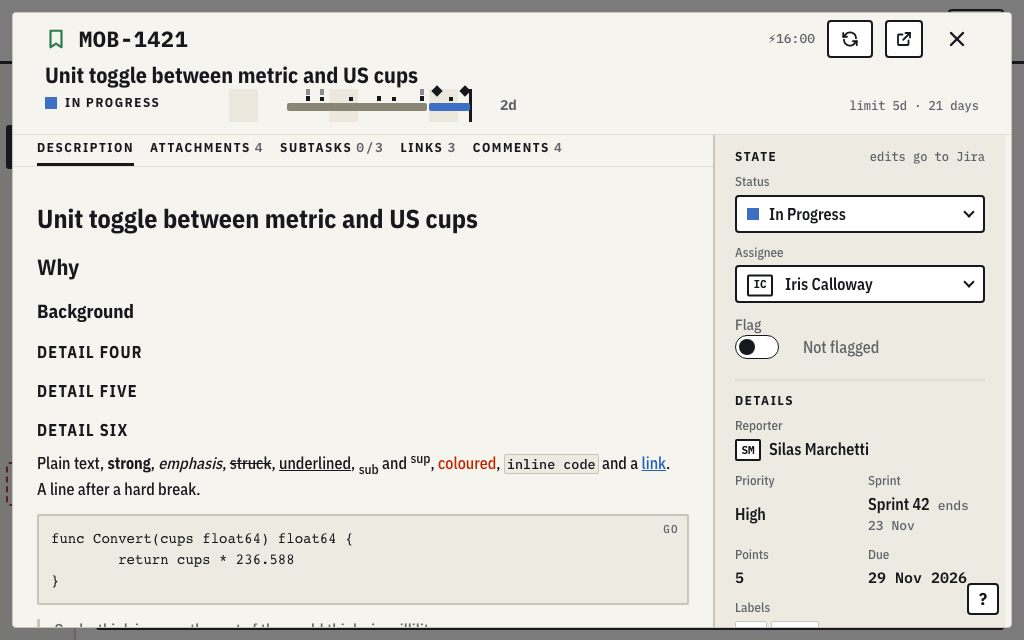 MOB-1421
⚡16:00
Unit toggle between metric and US cups
IN PROGRESS
2d
limit 5d · 21 days
DESCRIPTION ATTACHMENTS 4 SUBTASKS 0/3 LINKS 3 COMMENTS 4
Unit toggle between metric and US cups
Why
Background
DETAIL FOUR
DETAIL FIVE
DETAIL SIX
Plain text, strong, emphasis, struck, underlined, sub and sup, coloured, inline code and a link.
A line after a hard break.
GO
func Convert(cups float64) float64 {
return cups * 236.588
}
STATE edits go to Jira
Status
In Progress
Assignee
IC Iris Calloway
Flag
Not flagged
DETAILS
Reporter
SM Silas Marchetti
Priority Sprint
High Sprint 42 ends
23 Nov
Points Due
5 29 Nov 2026
?
Labels